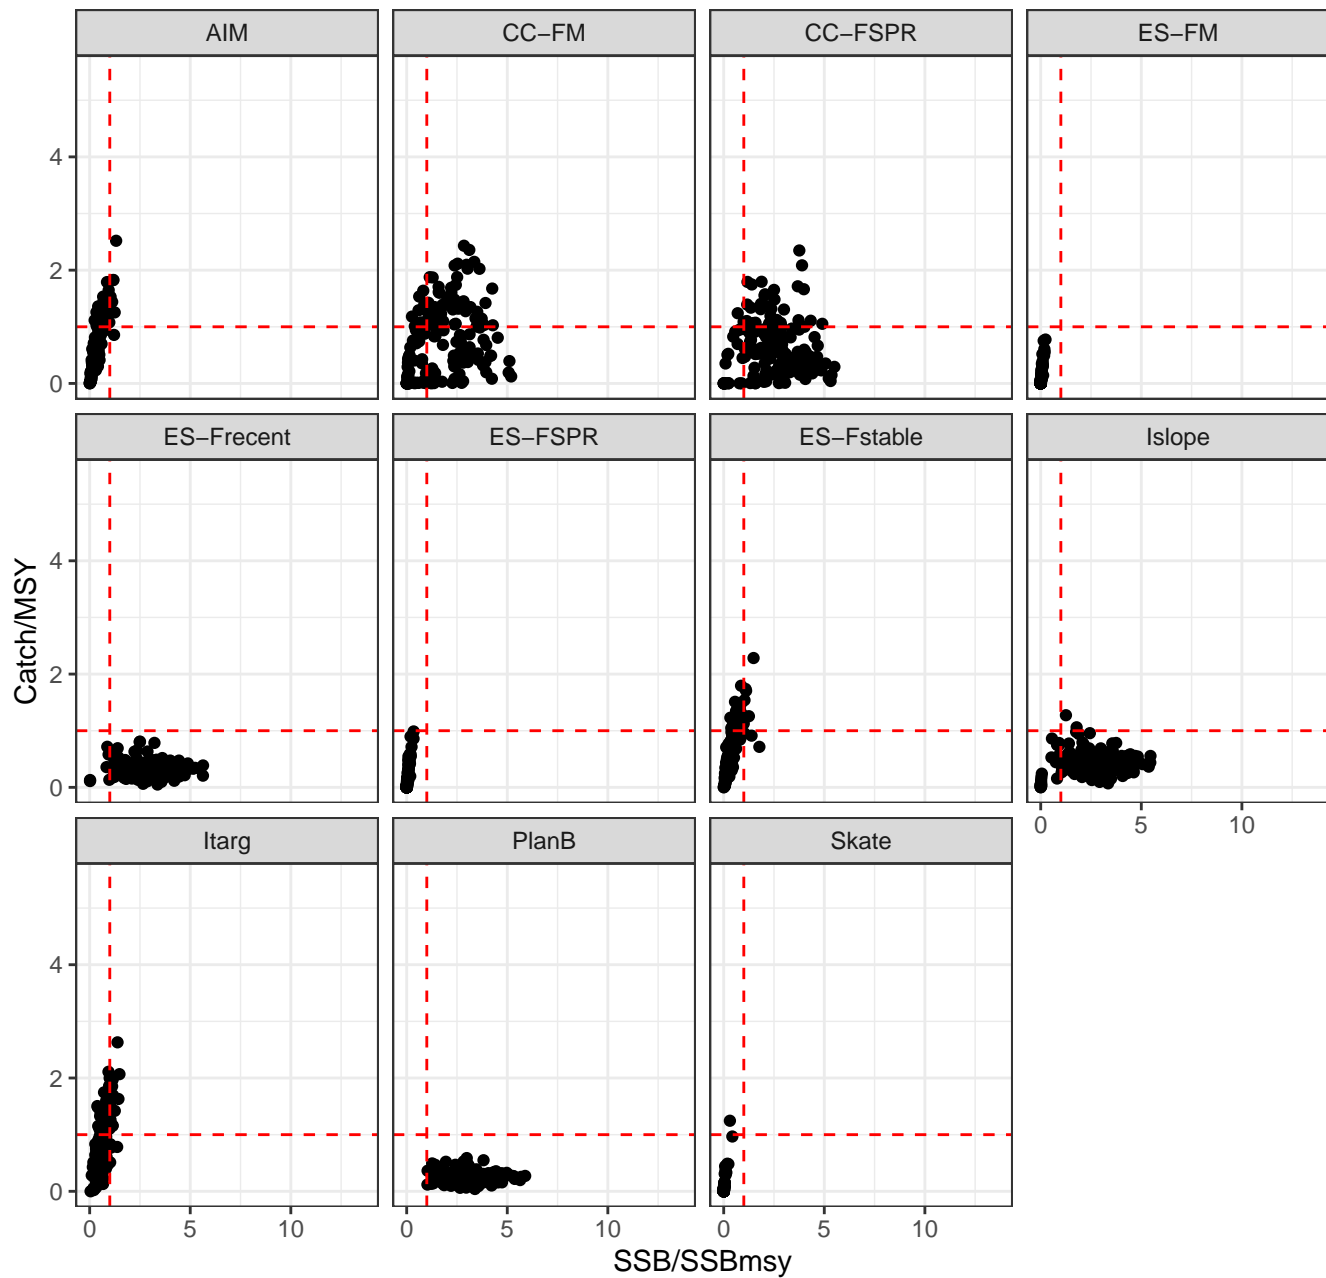 AIM
CC−FM
CC−FSPR
ES−FM
4
2
0
ES−Frecent
ES−FSPR
ES−Fstable
Islope
4
2
0
0 5 10
Itarg
PlanB
Skate
4
2
0
0 5 10
0 5 10
0 5 10
Catch/MSY
SSB/SSBmsy